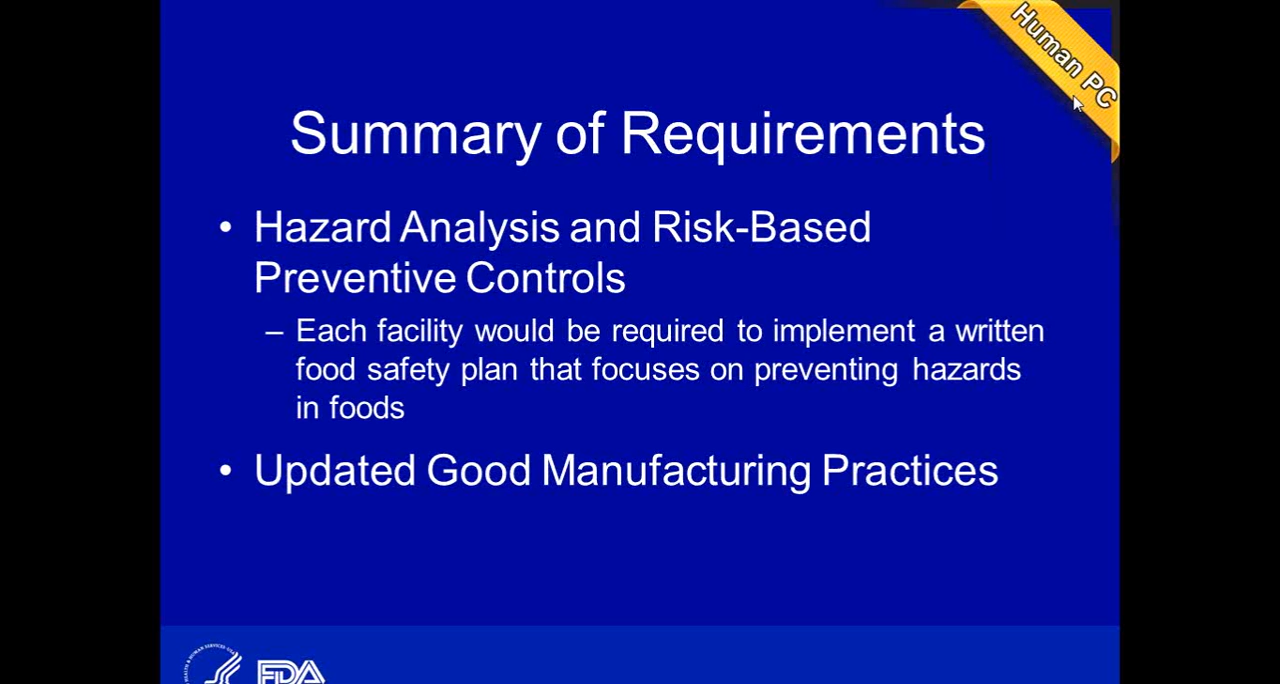 Human PC
Summary of Requirements
• Hazard Analysis and Risk-Based
Preventive Controls
– Each facility would be required to implement a written
food safety plan that focuses on preventing hazards
in foods
• Updated Good Manufacturing Practices
FDA